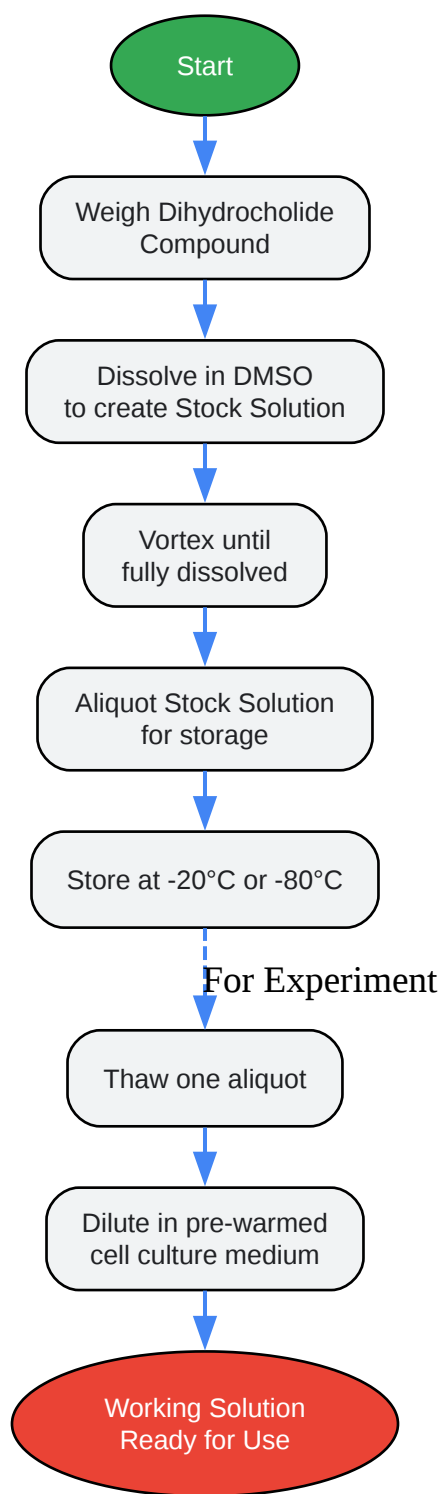 Start
Weigh Dihydrocholide
Compound
Dissolve in DMSO
to create Stock Solution
Vortex until
fully dissolved
Aliquot Stock Solution
for storage
Store at -20°C or -80°C
For Experiment
Thaw one aliquot
Dilute in pre-warmed
cell culture medium
Working Solution
Ready for Use